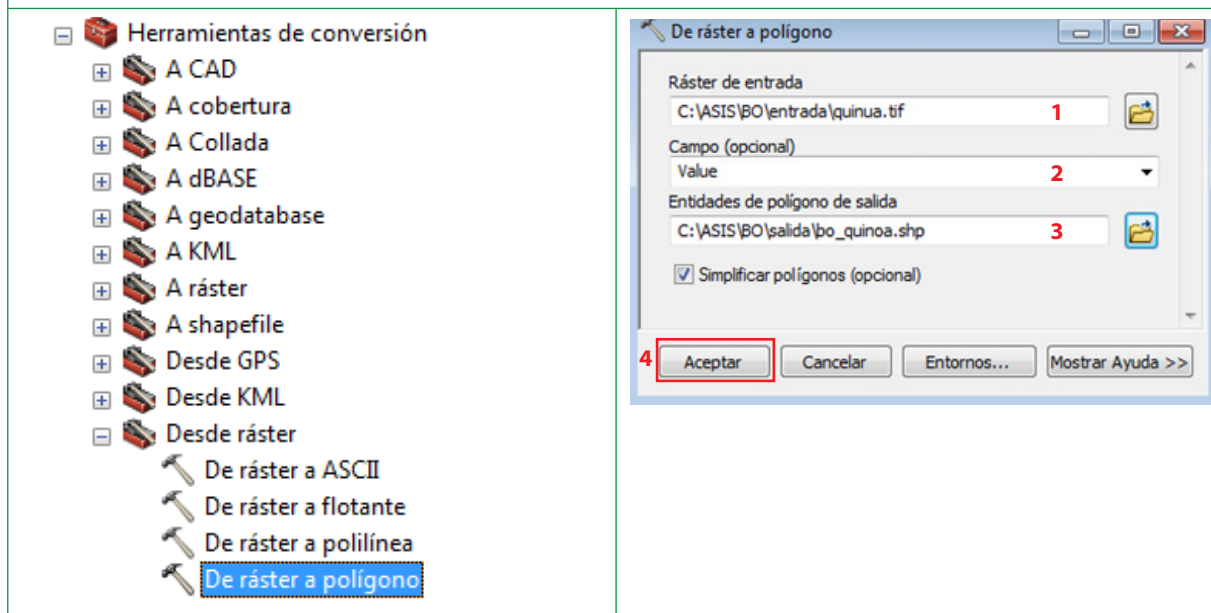 Herramientas de conversión
A CAD
A cobertura
A Collada
A dBASE
A geodatabase
A KML
A ráster
A shapefile
Desde GPS
Desde KML
Desde ráster
De ráster a ASCII
De ráster a flotante
De ráster a polilínea
De ráster a polígono
De ráster a polígono
Ráster de entrada
C:\ASIS\BO\entrada\quinua.tif 1
Campo (opcional)
Value 2
Entidades de polígono de salida
C:\ASIS\BO\salida\bo_quinoa.shp 3
Simplificar polígonos (opcional)
4 Aceptar Cancelar Entornos... Mostrar Ayuda >>